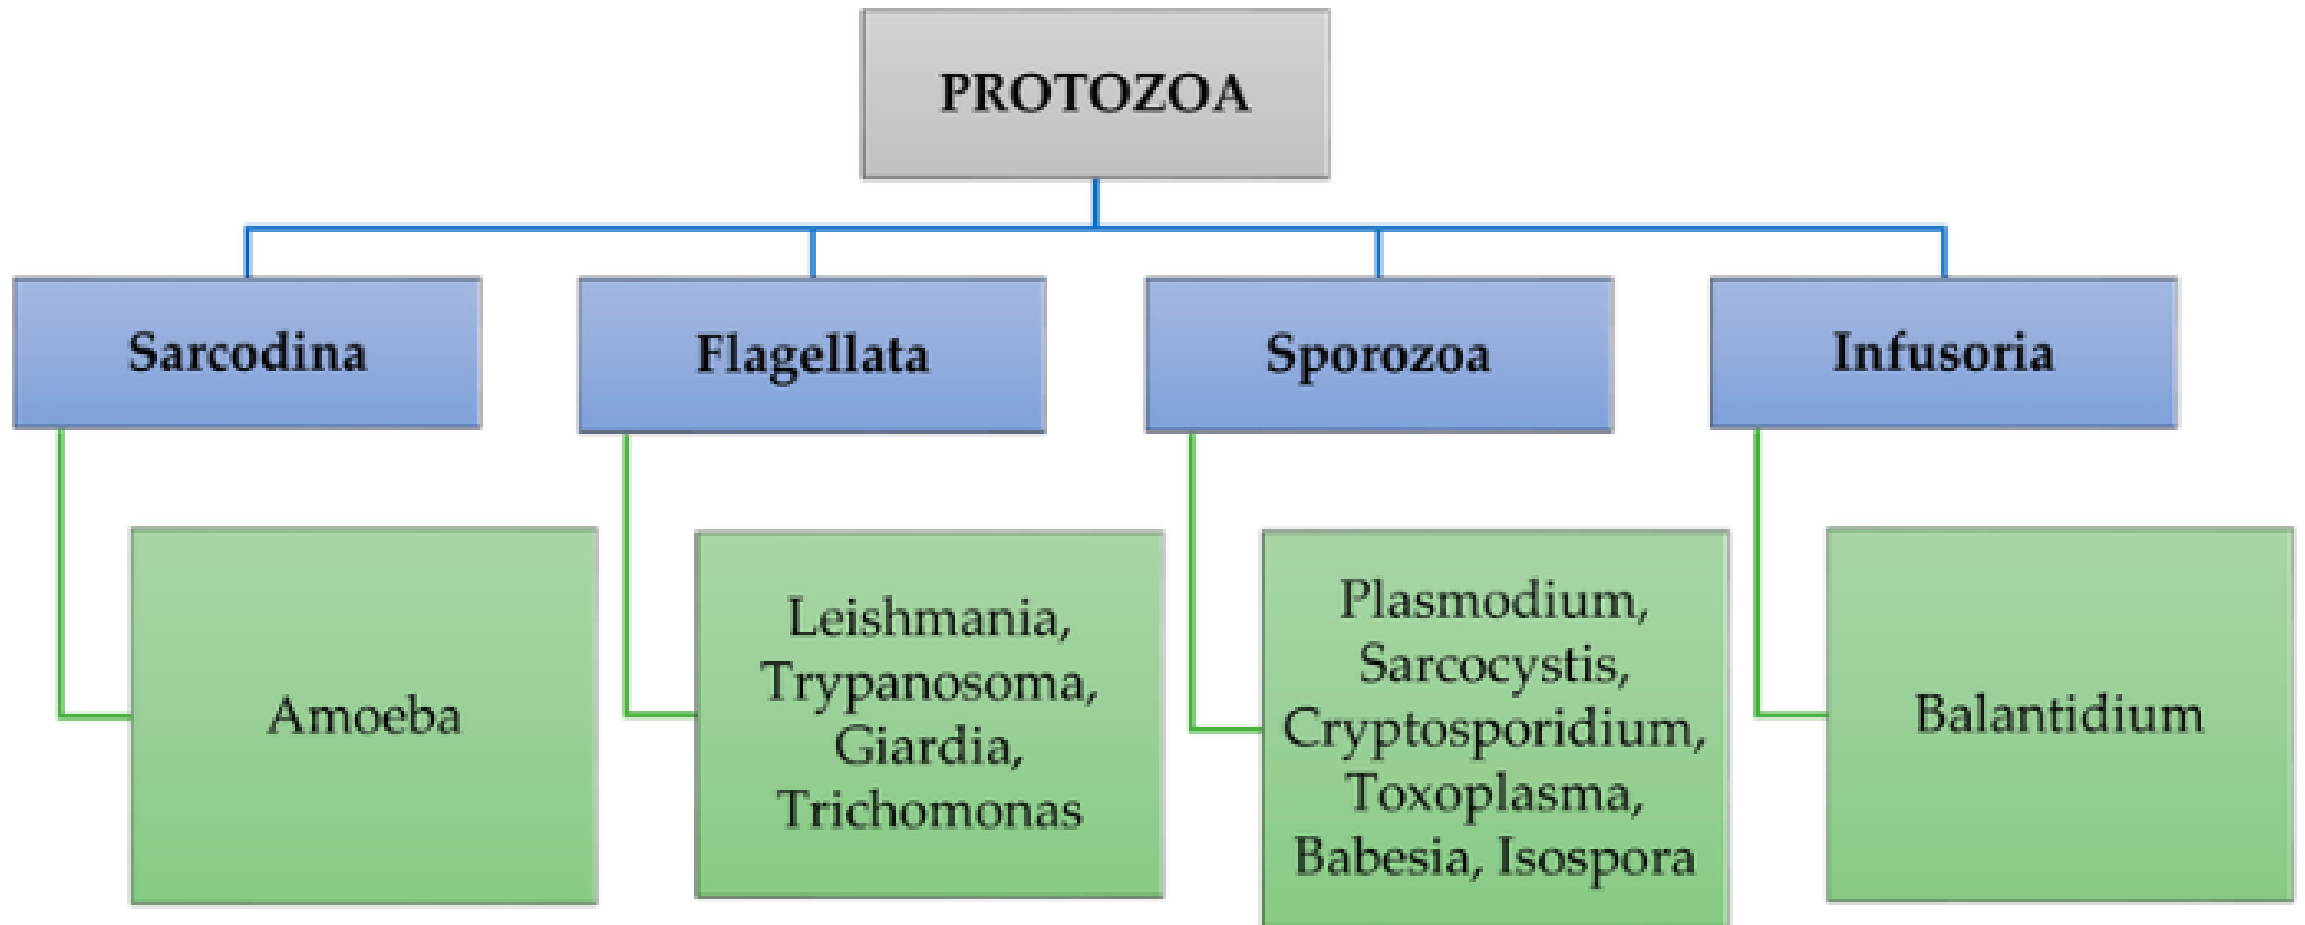 PROTOZOA
Sarcodina
Flagellata
Sporozoa
Infusoria
Amoeba
Leishmania,
Trypanosoma,
Giardia,
Trichomonas
Plasmodium,
Sarcocystis,
Cryptosporidium,
Toxoplasma,
Babesia, Isospora
Balantidium